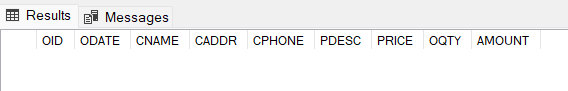 Results Messages
OID ODATE CNAME CADDR CPHONE PDESC PRICE OQTY AMOUNT